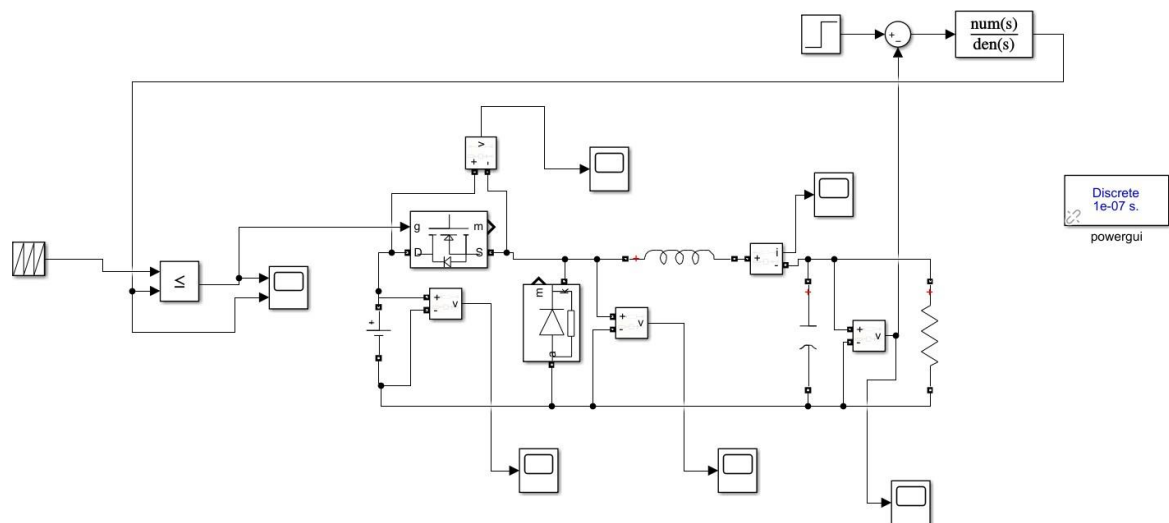 num(s)
den(s)
+
-
v
+ -
g
m
D
S
i
+
-
Discrete
1e-07 s.
powergui
≤
+
+
-
v
m
k
a
+
-
v
+
+
-
v
+
+